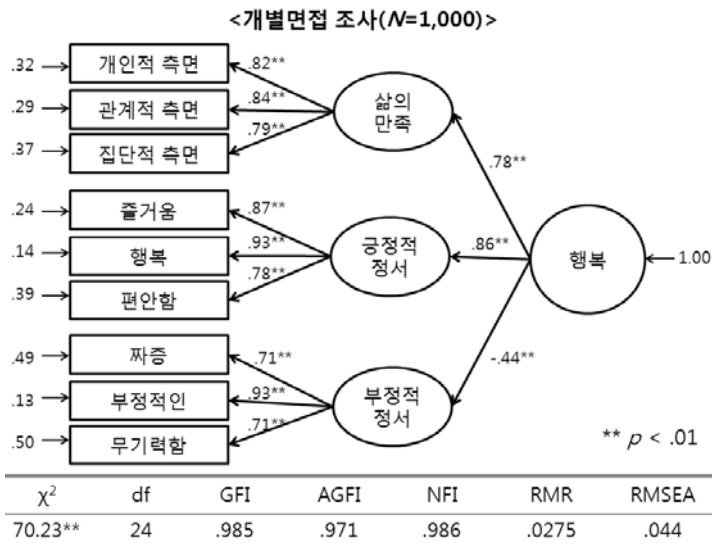 <개별면접 조사(N=1,000)>
.32
개인적 측면
.82**
.29
관계적 측면
.84**
.37
집단적 측면
.79**
삶의
만족
.78**
.24
즐거움
.87**
.14
행복
.93**
.39
편안함
.78**
긍정적
정서
.86**
행복
1.00
.49
짜증
.71**
.13
부정적인
.93**
.50
무기력함
.71**
부정적
정서
-.44**
** p < .01
χ² df GFI AGFI NFI RMR RMSEA
70.23** 24 .985 .971 .986 .0275 .044